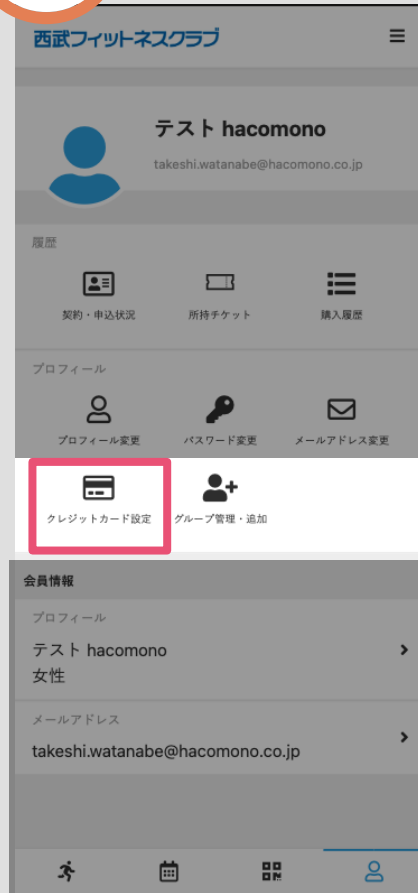 西武フィットネスクラブ
テスト hacomono
takeshi.watanabe@hacomono.co.jp
履歴
契約・申込状況
所持チケット
購入履歴
プロフィール
プロフィール変更
パスワード変更
メールアドレス変更
クレジットカード設定
グループ管理・追加
会員情報
プロフィール
テスト hacomono
女性
メールアドレス
takeshi.watanabe@hacomono.co.jp